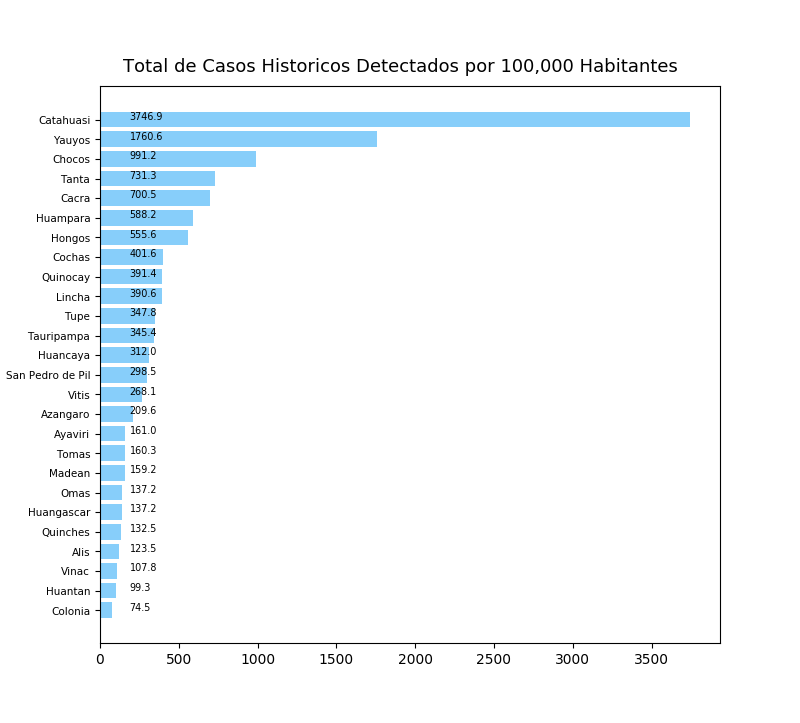 Total de Casos Historicos Detectados por 100,000 Habitantes
Catahuasi 3746.9
Yauyos 1760.6
Chocos 991.2
Tanta 731.3
Cacra 700.5
Huampara 588.2
Hongos 555.6
Cochas 401.6
Quinocay 391.4
Lincha 390.6
Tupe 347.8
Tauripampa 345.4
Huancaya 312.0
San Pedro de Pil 298.5
Vitis 268.1
Azangaro 209.6
Ayaviri 161.0
Tomas 160.3
Madean 159.2
Omas 137.2
Huangascar 137.2
Quinches 132.5
Alis 123.5
Vinac 107.8
Huantan 99.3
Colonia 74.5
0 500 1000 1500 2000 2500 3000 3500